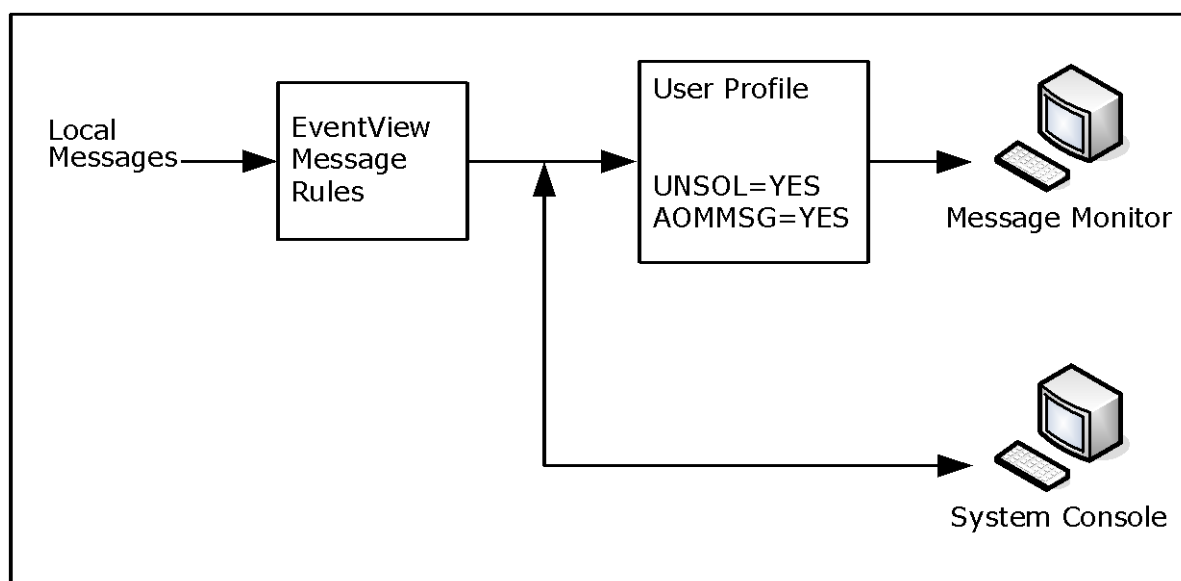 Local
Messages
EventView
Message
Rules
User Profile
UNSOL=YES
AOMMSG=YES
Message Monitor
System Console